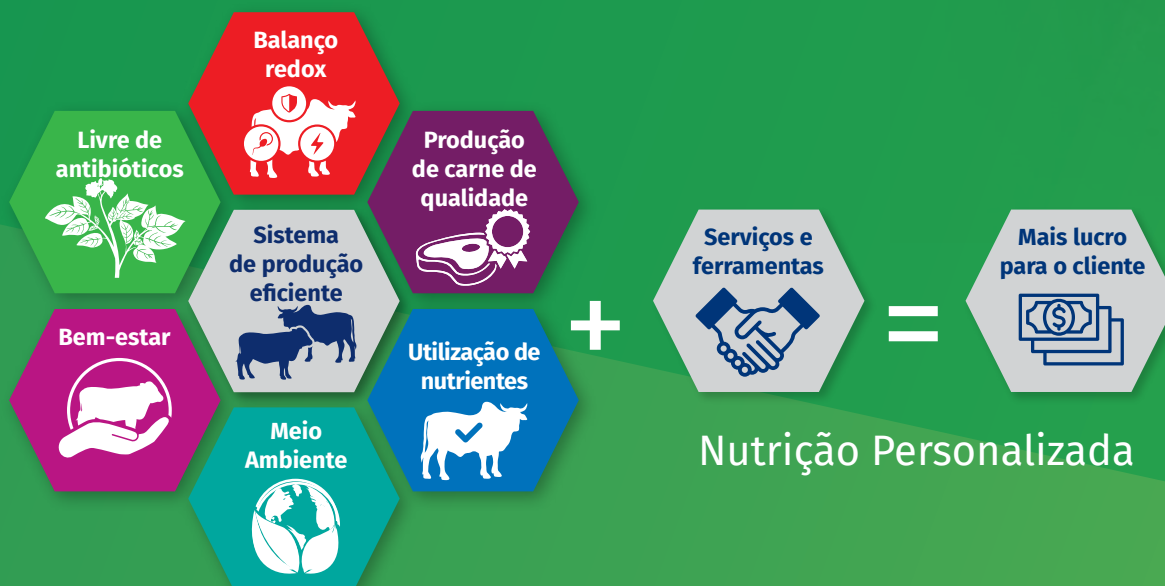 Balanço
redox
Livre de
antibióticos
Produção
de carne de
qualidade
Sistema
de produção
eficiente
Bem-estar
Utilização de
nutrientes
Meio
Ambiente
+
Serviços e
ferramentas
=
Mais lucro
para o cliente
$
Nutrição Personalizada